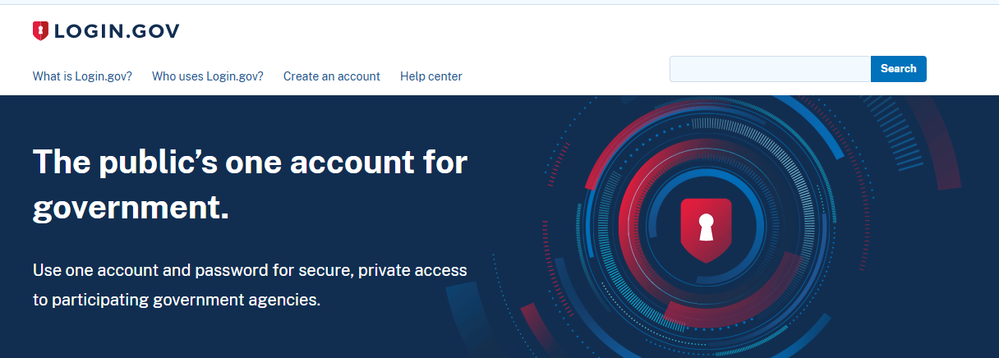 LOGIN.GOV
What is Login.gov? Who uses Login.gov? Create an account Help center
Search
The public’s one account for
government.
Use one account and password for secure, private access
to participating government agencies.